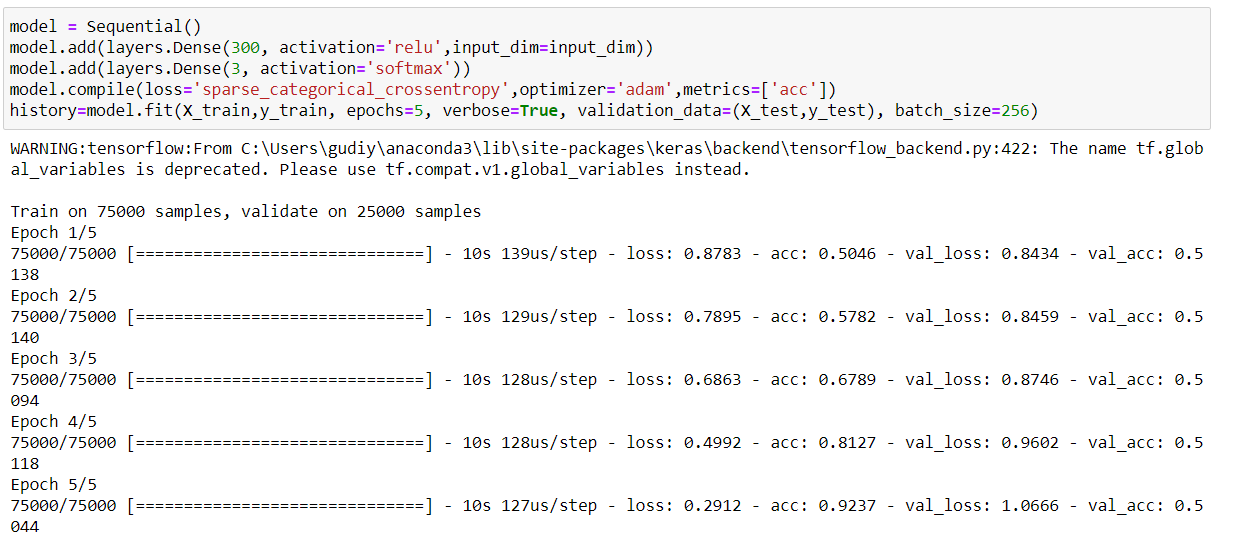 model = Sequential()
model.add(layers.Dense(300, activation='relu',input_dim=input_dim))
model.add(layers.Dense(3, activation='softmax'))
model.compile(loss='sparse_categorical_crossentropy',optimizer='adam',metrics=['acc'])
history=model.fit(X_train,y_train, epochs=5, verbose=True, validation_data=(X_test,y_test), batch_size=256)
WARNING:tensorflow:From C:\Users\gudiy\anaconda3\lib\site-packages\keras\backend\tensorflow_backend.py:422: The name tf.glob
al_variables is deprecated. Please use tf.compat.v1.global_variables instead.
Train on 75000 samples, validate on 25000 samples
Epoch 1/5
75000/75000 [==============================] - 10s 139us/step - loss: 0.8783 - acc: 0.5046 - val_loss: 0.8434 - val_acc: 0.5
138
Epoch 2/5
75000/75000 [==============================] - 10s 129us/step - loss: 0.7895 - acc: 0.5782 - val_loss: 0.8459 - val_acc: 0.5
140
Epoch 3/5
75000/75000 [==============================] - 10s 128us/step - loss: 0.6863 - acc: 0.6789 - val_loss: 0.8746 - val_acc: 0.5
094
Epoch 4/5
75000/75000 [==============================] - 10s 128us/step - loss: 0.4992 - acc: 0.8127 - val_loss: 0.9602 - val_acc: 0.5
118
Epoch 5/5
75000/75000 [==============================] - 10s 127us/step - loss: 0.2912 - acc: 0.9237 - val_loss: 1.0666 - val_acc: 0.5
044